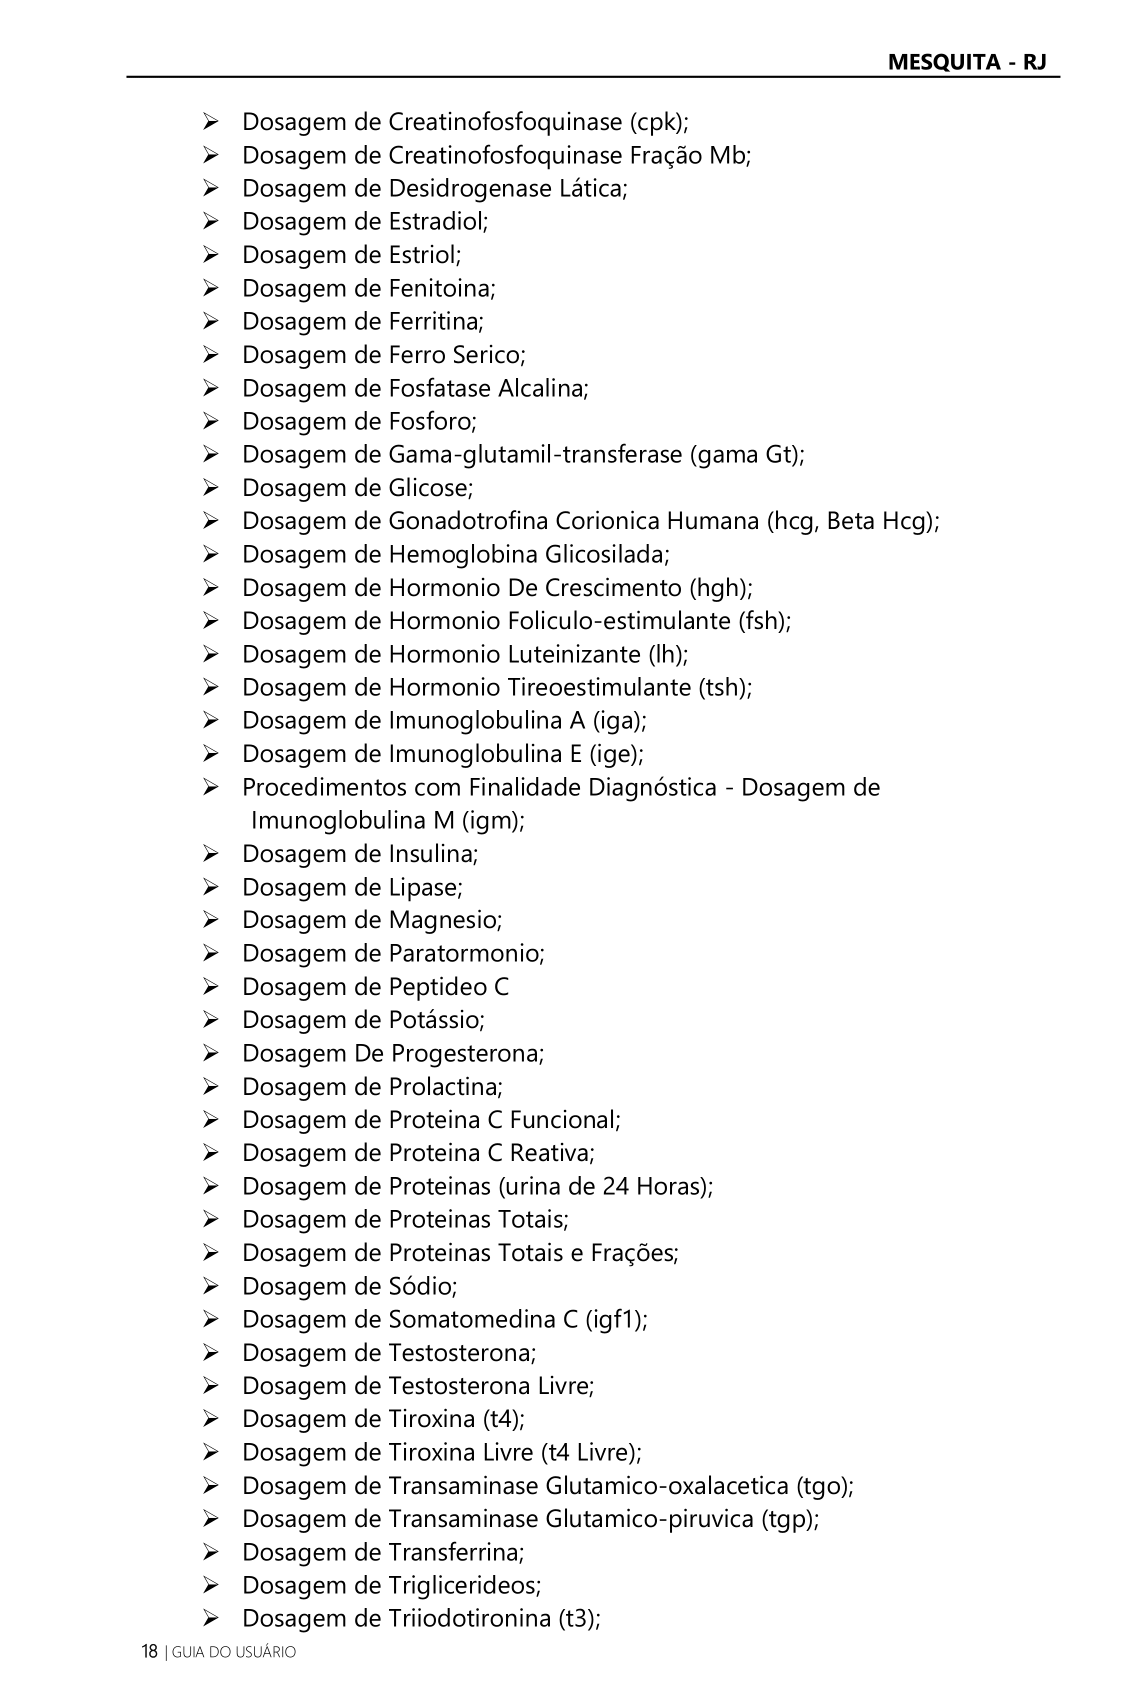 MESQUITA - RJ
➢ Dosagem de Creatinofosfoquinase (cpk);
➢ Dosagem de Creatinofosfoquinase Fração Mb;
➢ Dosagem de Desidrogenase Lática;
➢ Dosagem de Estradiol;
➢ Dosagem de Estriol;
➢ Dosagem de Fenitoina;
➢ Dosagem de Ferritina;
➢ Dosagem de Ferro Serico;
➢ Dosagem de Fosfatase Alcalina;
➢ Dosagem de Fosforo;
➢ Dosagem de Gama-glutamil-transferase (gama Gt);
➢ Dosagem de Glicose;
➢ Dosagem de Gonadotrofina Corionica Humana (hcg, Beta Hcg);
➢ Dosagem de Hemoglobina Glicosilada;
➢ Dosagem de Hormonio De Crescimento (hgh);
➢ Dosagem de Hormonio Foliculo-estimulante (fsh);
➢ Dosagem de Hormonio Luteinizante (lh);
➢ Dosagem de Hormonio Tireoestimulante (tsh);
➢ Dosagem de Imunoglobulina A (iga);
➢ Dosagem de Imunoglobulina E (ige);
➢ Procedimentos com Finalidade Diagnóstica - Dosagem de
Imunoglobulina M (igm);
➢ Dosagem de Insulina;
➢ Dosagem de Lipase;
➢ Dosagem de Magnesio;
➢ Dosagem de Paratormonio;
➢ Dosagem de Peptideo C
➢ Dosagem de Potássio;
➢ Dosagem De Progesterona;
➢ Dosagem de Prolactina;
➢ Dosagem de Proteina C Funcional;
➢ Dosagem de Proteina C Reativa;
➢ Dosagem de Proteinas (urina de 24 Horas);
➢ Dosagem de Proteinas Totais;
➢ Dosagem de Proteinas Totais e Frações;
➢ Dosagem de Sódio;
➢ Dosagem de Somatomedina C (igf1);
➢ Dosagem de Testosterona;
➢ Dosagem de Testosterona Livre;
➢ Dosagem de Tiroxina (t4);
➢ Dosagem de Tiroxina Livre (t4 Livre);
➢ Dosagem de Transaminase Glutamico-oxalacetica (tgo);
➢ Dosagem de Transaminase Glutamico-piruvica (tgp);
➢ Dosagem de Transferrina;
➢ Dosagem de Triglicerideos;
➢ Dosagem de Triiodotironina (t3);
18 | GUIA DO USUÁRIO